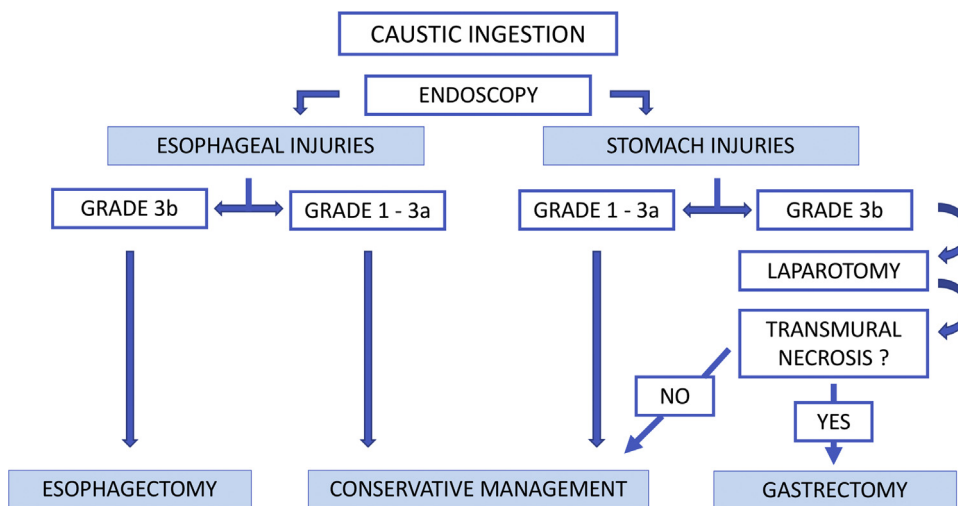 CAUSTIC INGESTION
ENDOSCOPY
ESOPHAGEAL INJURIES
STOMACH INJURIES
GRADE 3b
GRADE 1 - 3a
GRADE 1 - 3a
GRADE 3b
LAPAROTOMY
TRANSMURAL
NECROSIS ?
NO
YES
ESOPHAGECTOMY
CONSERVATIVE MANAGEMENT
GASTRECTOMY